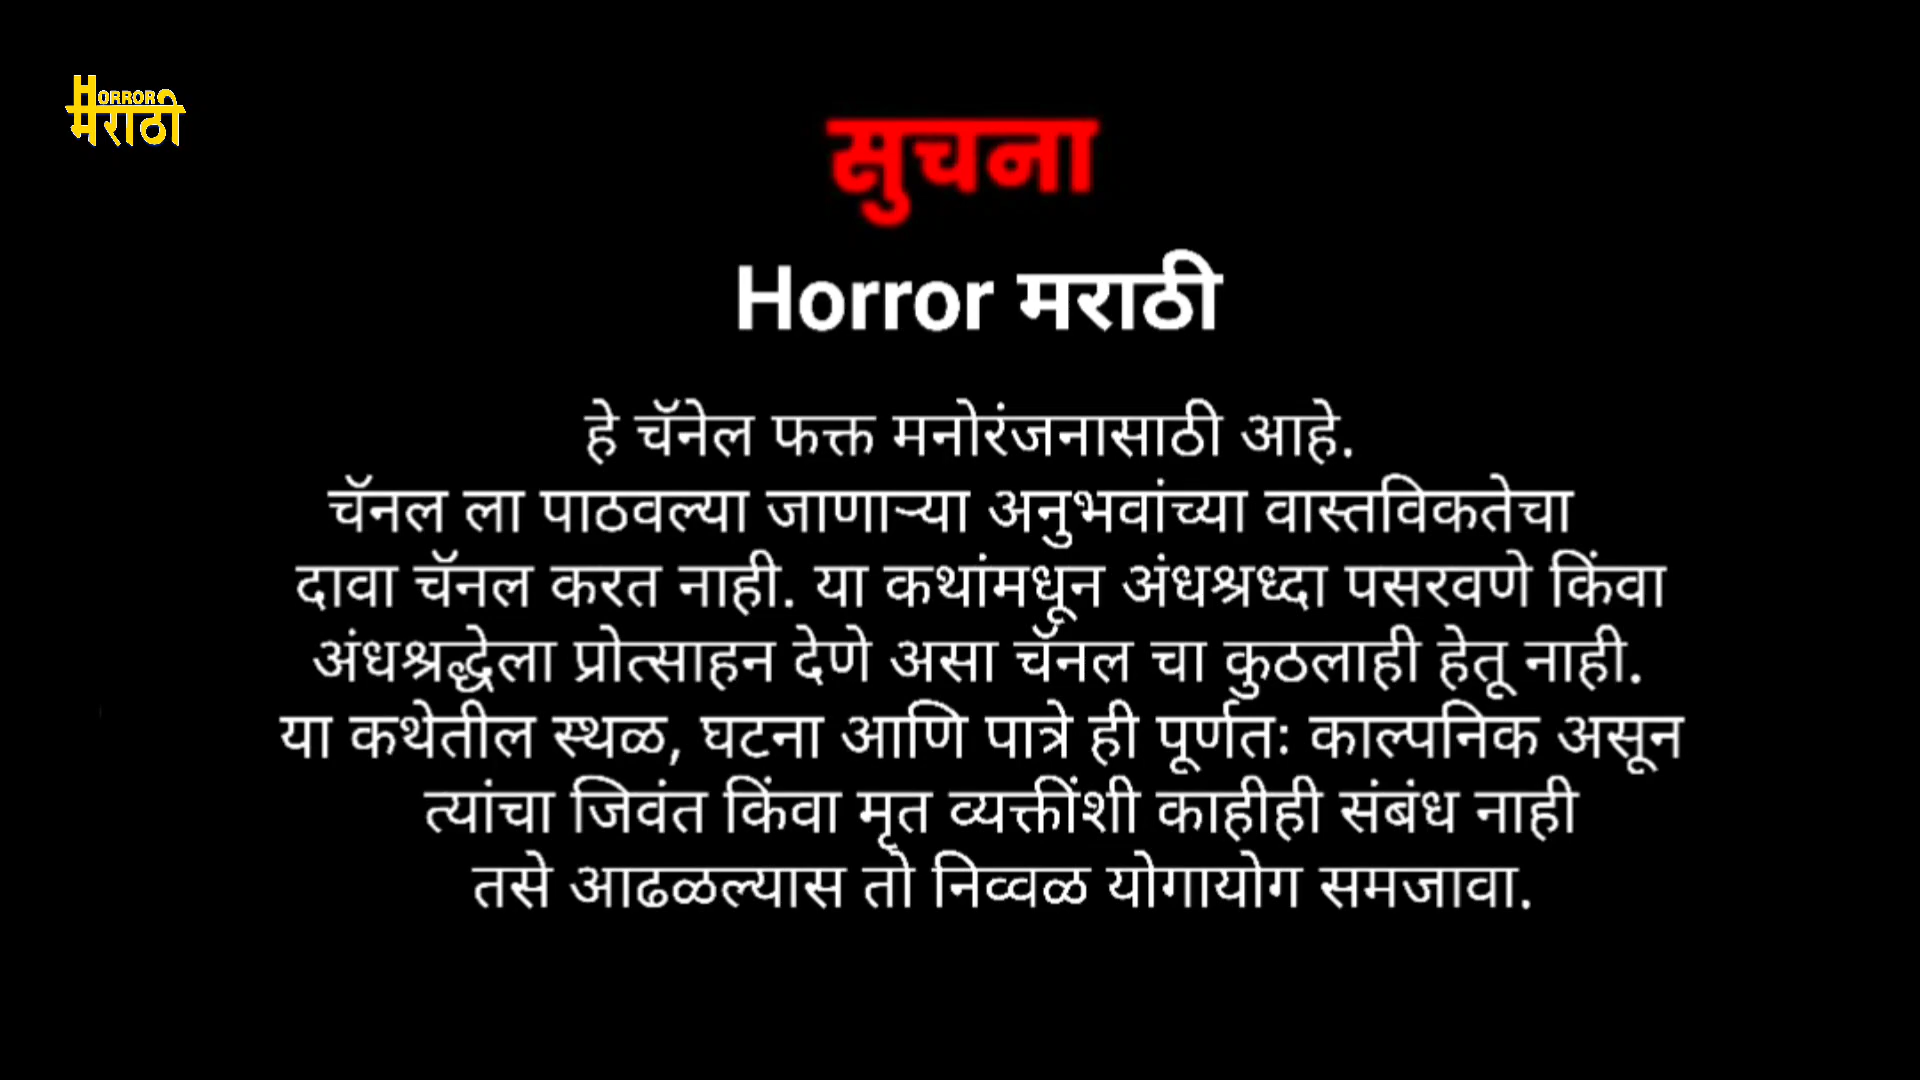 HORROR
मराठी
सुचना
Horror मराठी
हे चॅनेल फक्त मनोरंजनासाठी आहे.
चॅनल ला पाठवल्या जाणाऱ्या अनुभवांच्या वास्तविकतेचा
दावा चॅनल करत नाही. या कथांमधून अंधश्रध्दा पसरवणे किंवा
अंधश्रद्धेला प्रोत्साहन देणे असा चॅनल चा कुठलाही हेतू नाही.
या कथेतील स्थळ, घटना आणि पात्रे ही पूर्णतः काल्पनिक असून
त्यांचा जिवंत किंवा मृत व्यक्तींशी काहीही संबंध नाही
तसे आढळल्यास तो निव्वळ योगायोग समजावा.